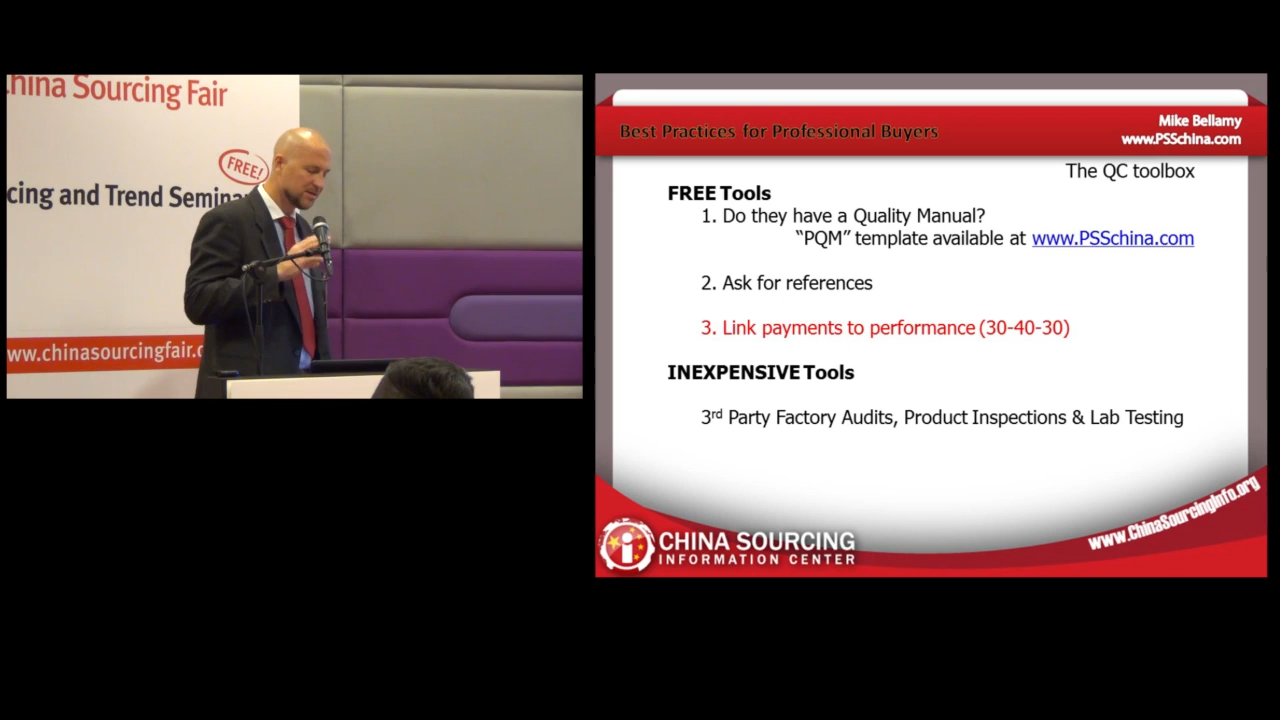 hina Sourcing Fair
FREE!
cing and Trend Semina
ww.chinasourcingfair.c
Best Practices for Professional Buyers
Mike Bellamy
www.PSSchina.com
The QC toolbox
FREE Tools
1. Do they have a Quality Manual?
“PQM” template available at www.PSSchina.com
2. Ask for references
3. Link payments to performance (30-40-30)
INEXPENSIVE Tools
3rd Party Factory Audits, Product Inspections & Lab Testing
www.ChinaSourcingInfo.org
CHINA SOURCING
INFORMATION CENTER